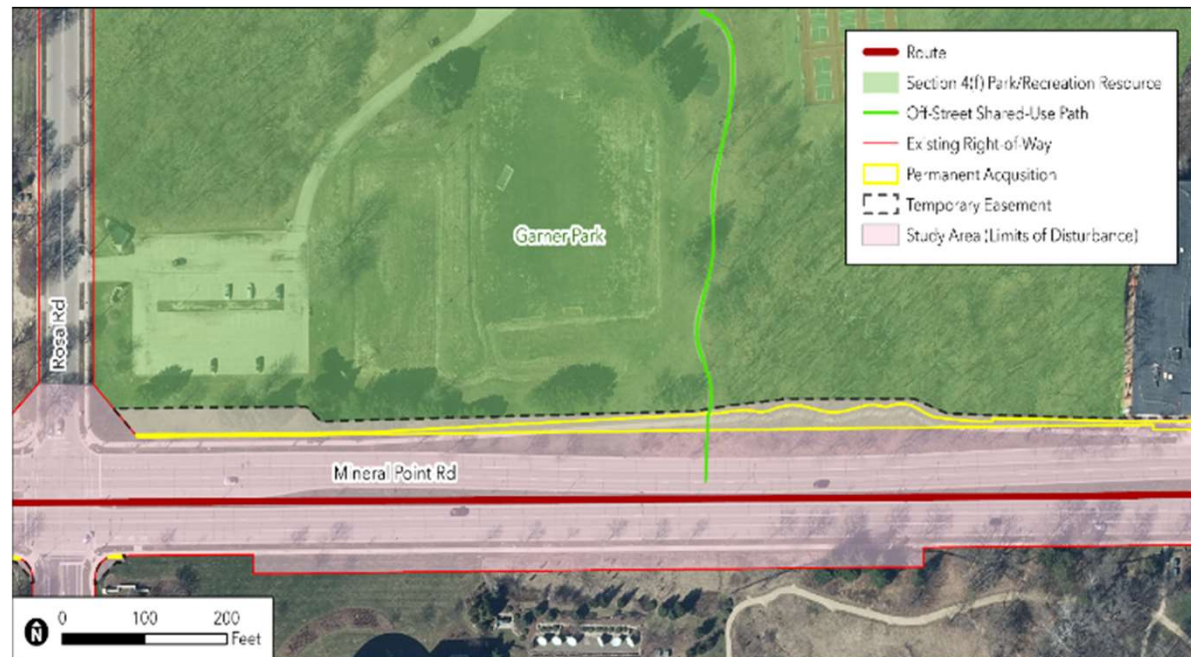 Route
Section 4(f) Park/Recreation Resource
Off-Street Shared-Use Path
Existing Right-of-Way
Permanent Acqusition
Temporary Easement
Study Area (Limits of Disturbance)
Garner Park
Rosa Rd
Mineral Point Rd
N
0 100 200
Feet